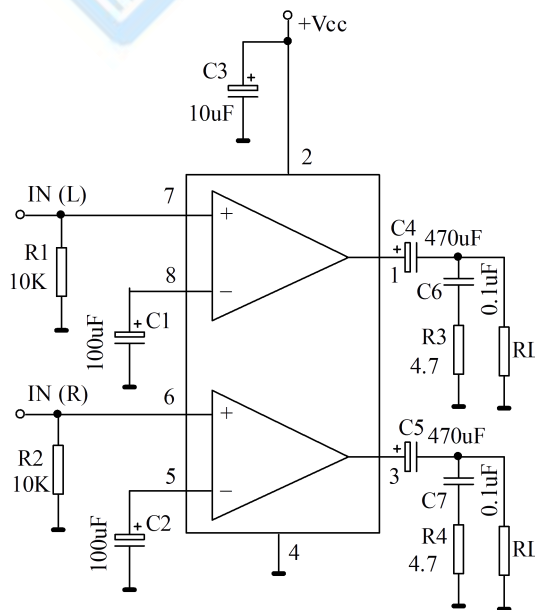 +Vcc
C3
+
10uF
2
IN (L)
7
+
C4
+
470uF
R1
10K
8
−
1
C6
0.1uF
+
C1
100uF
R3
4.7
RL
IN (R)
6
+
C5
+
470uF
R2
10K
5
−
3
C7
0.1uF
+
C2
100uF
R4
4.7
RL
4